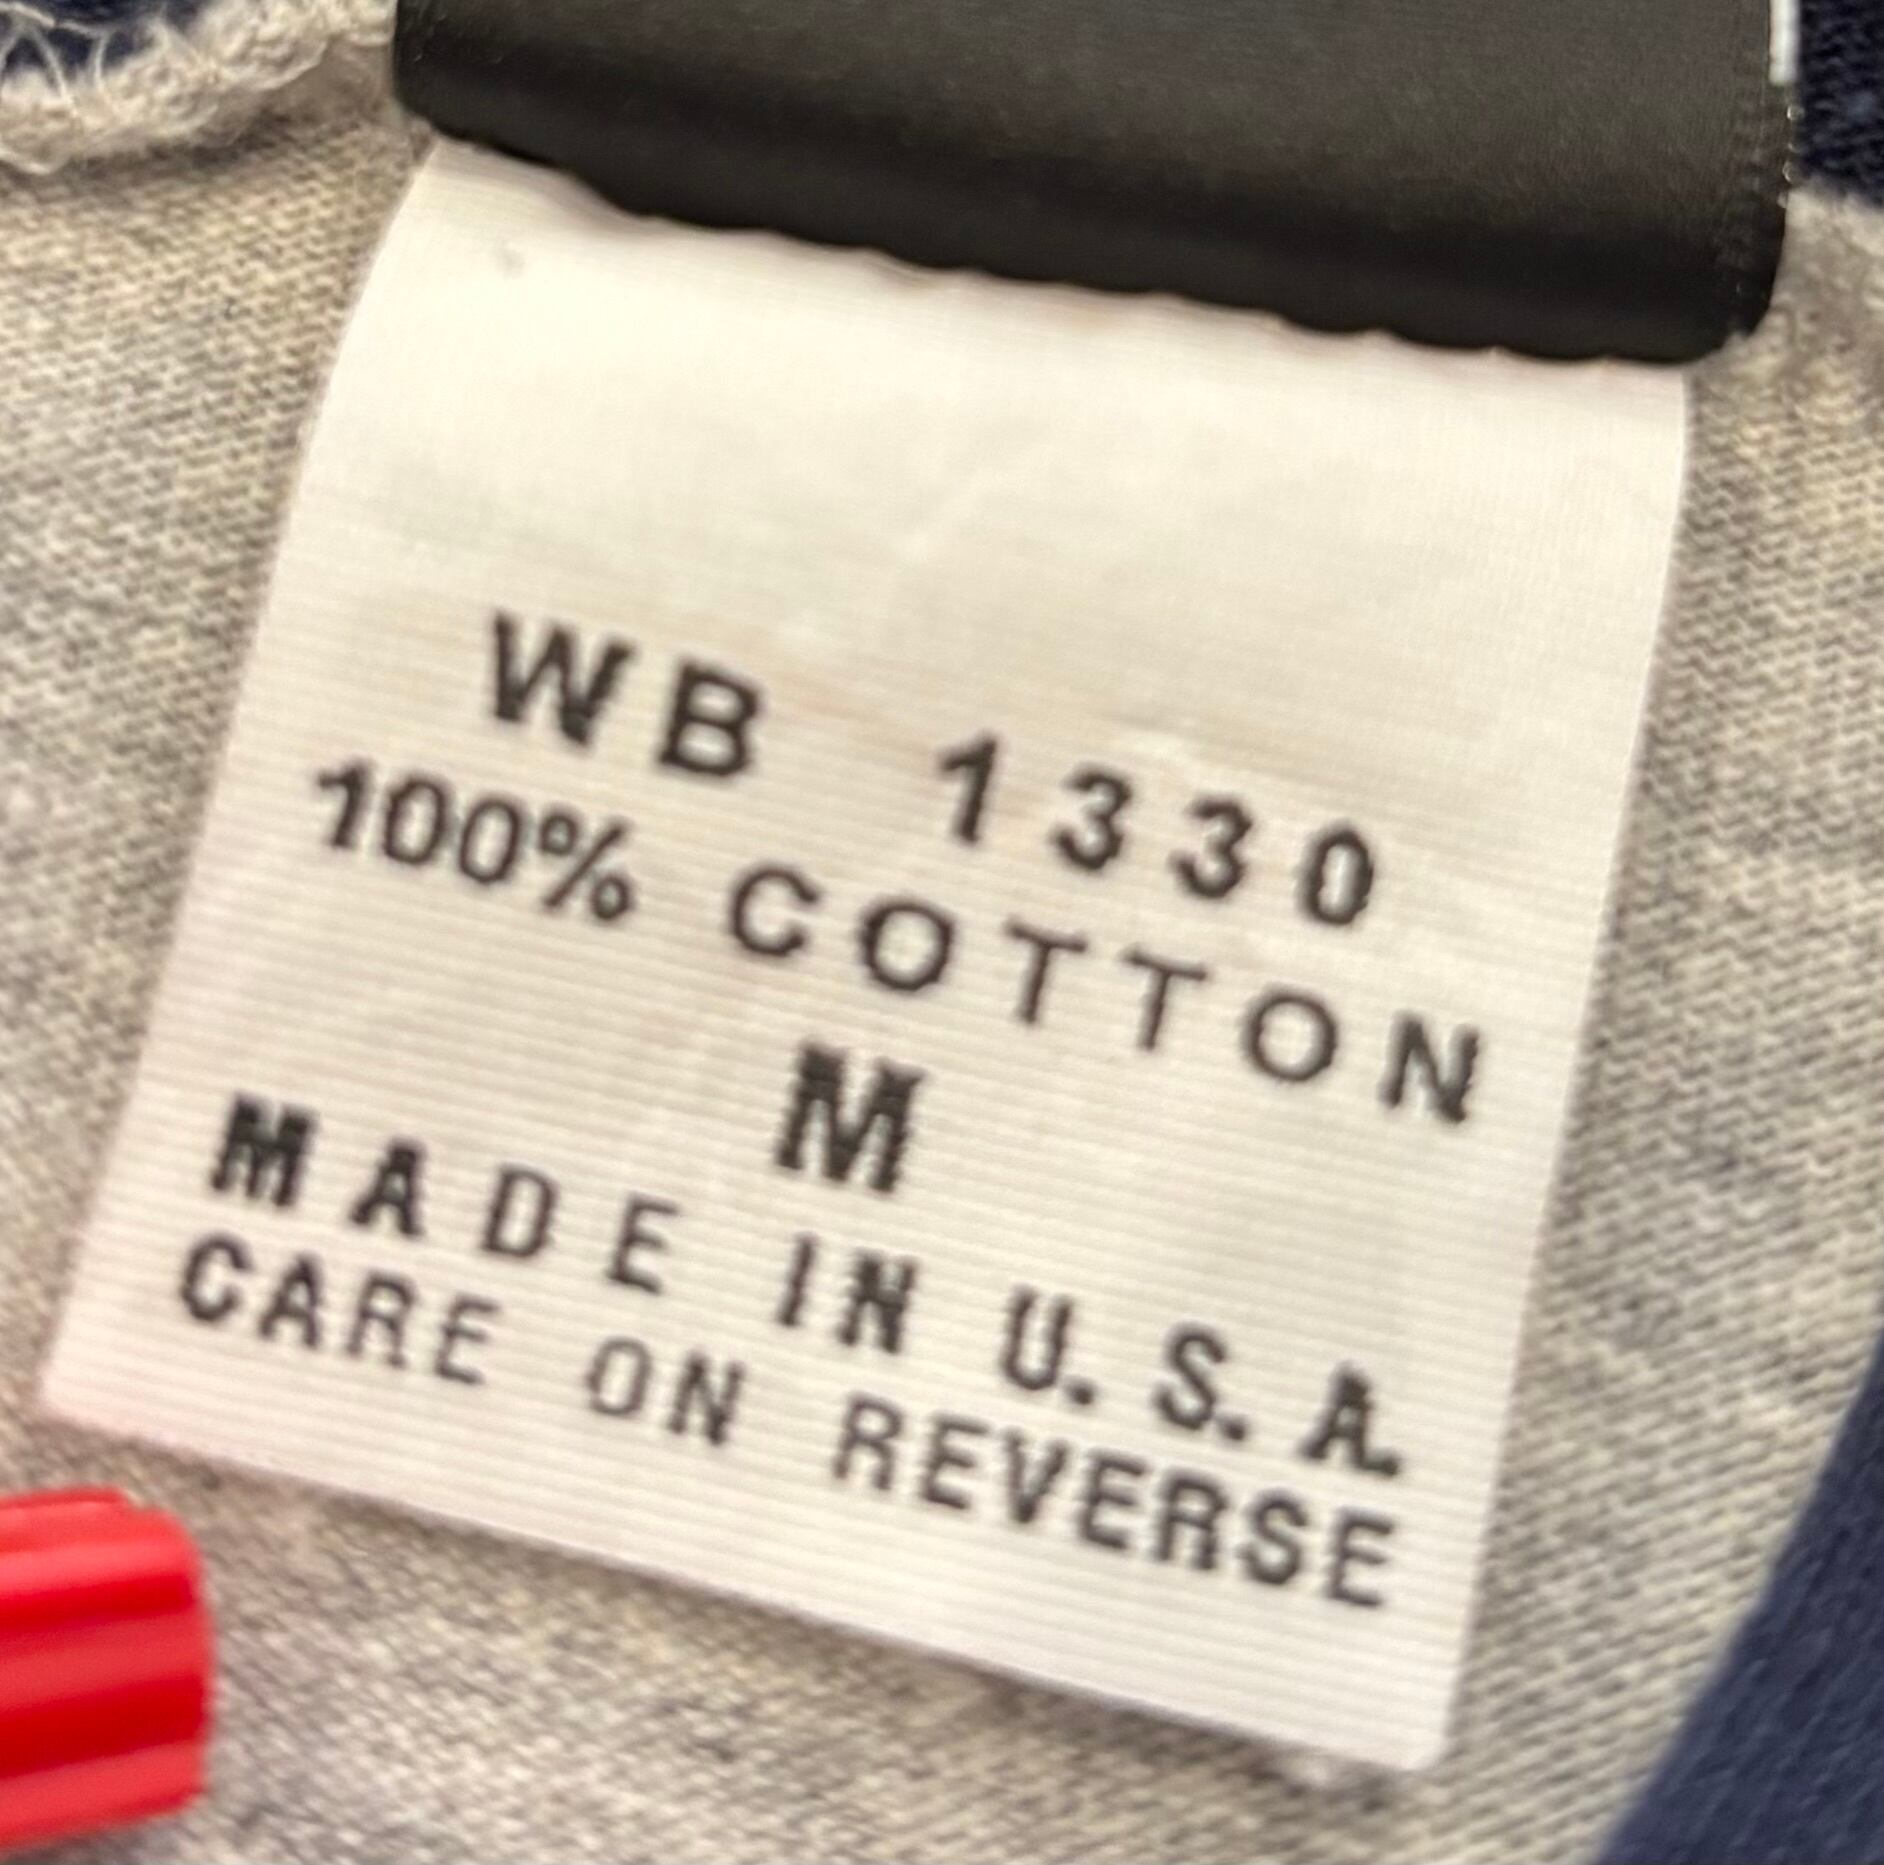 WB 1330
100% COTTON
M
MADE IN U.S.A.
CARE ON REVERSE